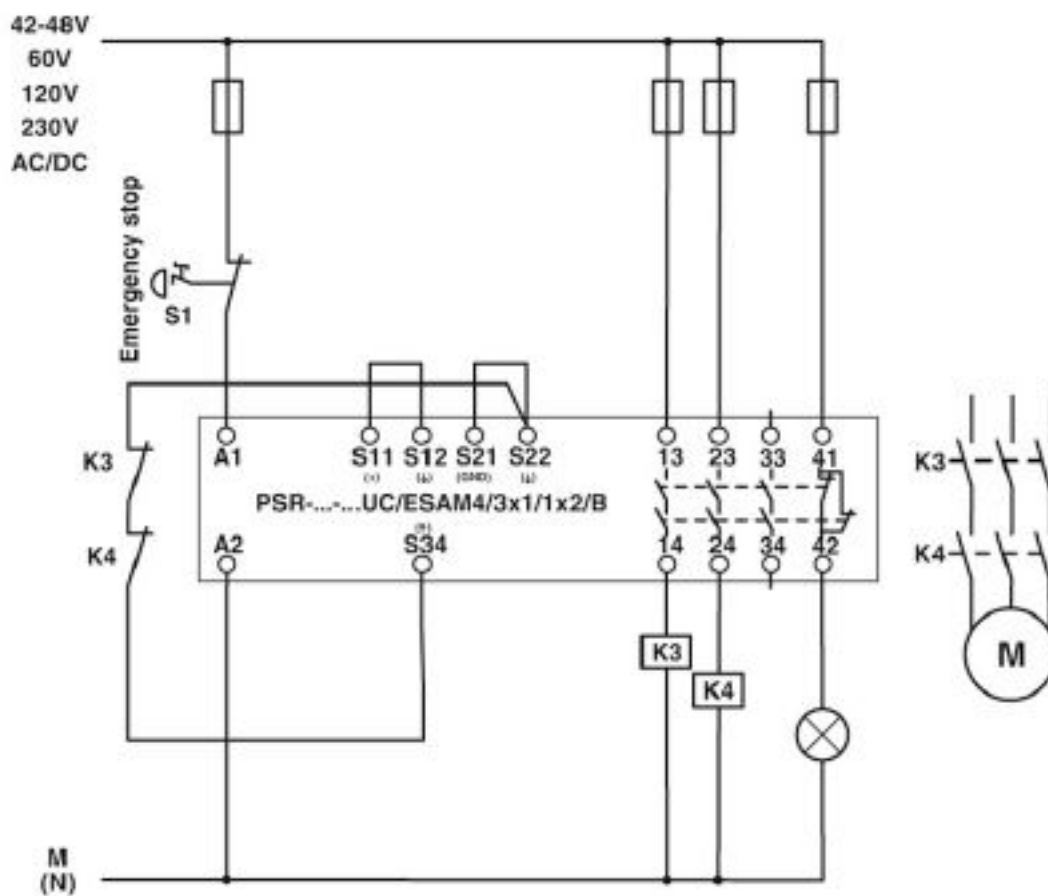 42-48V
60V
120V
230V
AC/DC
Emergency stop
S1
K3
K4
A1
S11
S12
S21
S22
13
23
33
41
(GND)
PSR-...-...UC/ESAM4/3x1/1x2/B
A2
S34
14
24
34
42
K3
K4
K3
K4
M
M
(N)